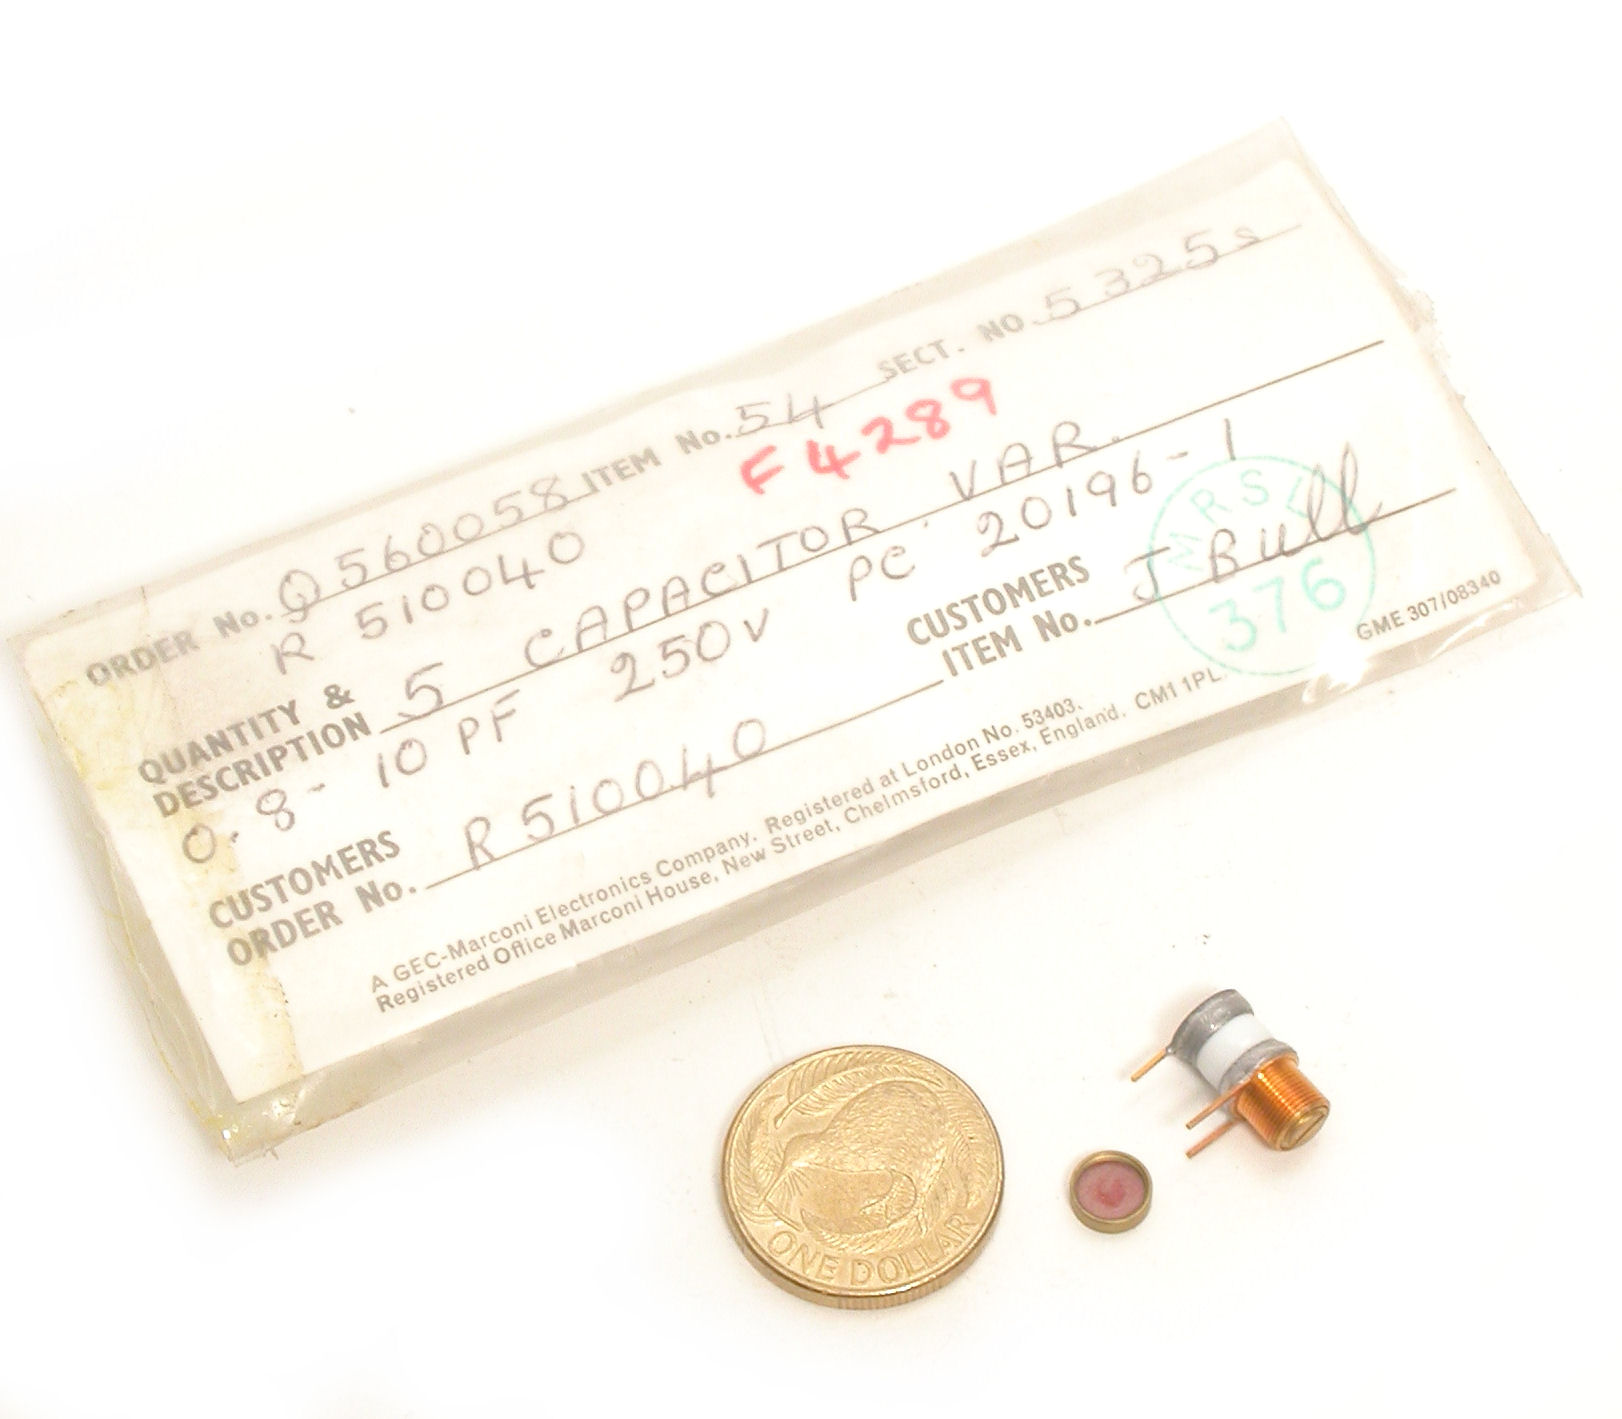 ORDER No. Q560058 ITEM No. 54 SECT. NO. 5325s
R 510040
F4289
QUANTITY &
DESCRIPTION 5 CAPACITOR. VAR.
0.8-10 PF 250V PC 20196-1
CUSTOMERS
ORDER No. R510040
CUSTOMERS
ITEM No. J Bull
MRSL
376
A GEC-Marconi Electronics Company. Registered at London No. 53403.
Registered Office Marconi House, New Street, Chelmsford, Essex, England. CM1 1PL.
GME 307/08340
ONE DOLLAR